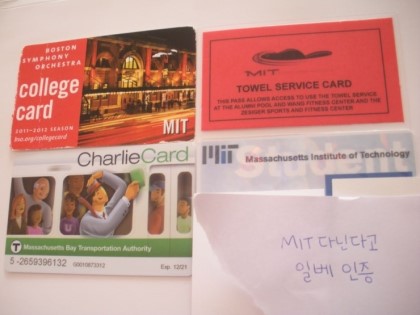 BOSTON
SYMPHONY
ORCHESTRA
college
card
2011-2012 SEASON
bso.org/collegecard
MIT
MIT
TOWEL SERVICE CARD
THIS PASS ALLOWS ACCESS TO USE THE TOWEL SERVICE
AT THE ALUMNI POOL AND WANG FITNESS CENTER AND THE
ZESIGER SPORTS AND FITNESS CENTER
CharlieCard
T Massachusetts Bay Transportation Authority
5 -2659396132
Exp. 12/21
MIT Massachusetts Institute of Technology
Student
MIT 다닌다고
일베 인증